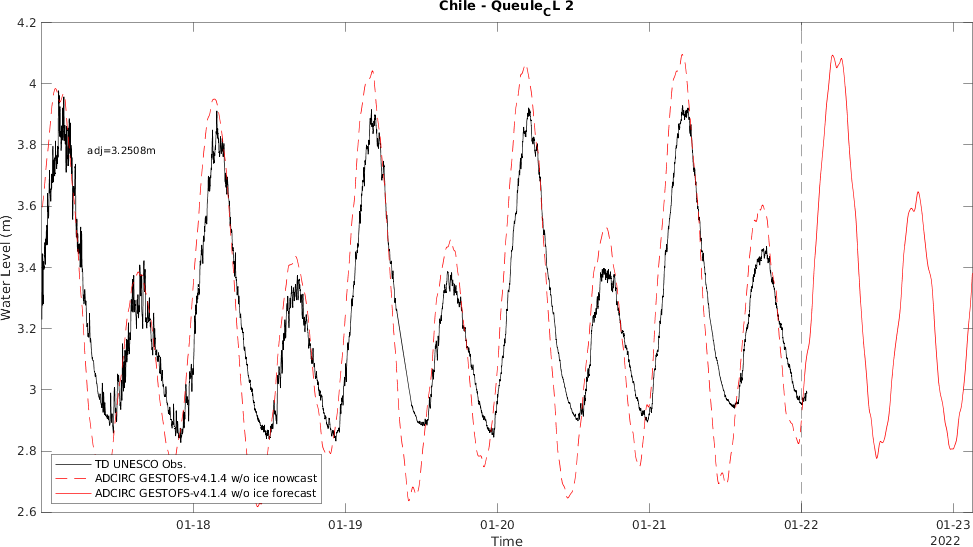 Chile - Queule_C L 2
4.2
4
3.8
3.6
3.4
3.2
3
2.8
2.6
Water Level (m)
adj=3.2508m
TD UNESCO Obs.
ADCIRC GESTOFS-v4.1.4 w/o ice nowcast
ADCIRC GESTOFS-v4.1.4 w/o ice forecast
01-18 01-19 01-20 01-21 01-22 01-23
Time 2022